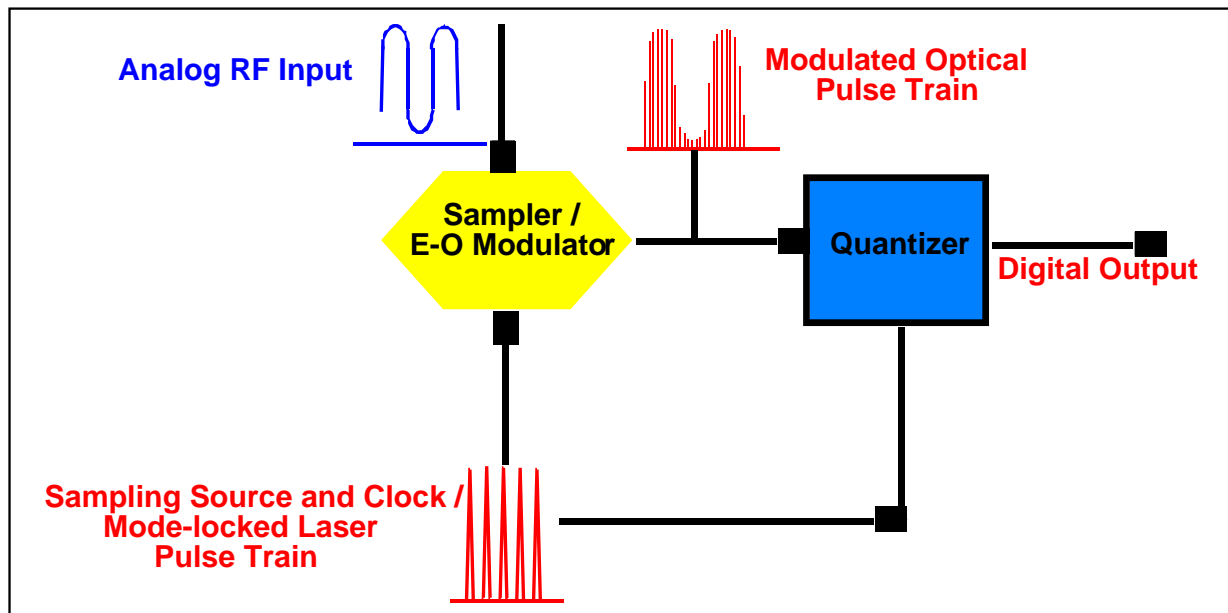 Analog RF Input
Modulated Optical
Pulse Train
Sampler /
E-O Modulator
Quantizer
Digital Output
Sampling Source and Clock /
Mode-locked Laser
Pulse Train